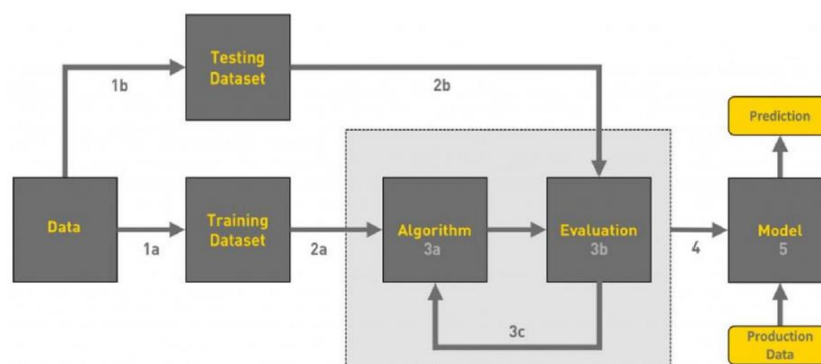 Testing
Dataset
1b
2b
Prediction
Data
1a
Training
Dataset
2a
Algorithm
3a
Evaluation
3b
4
Model
5
3c
Production
Data